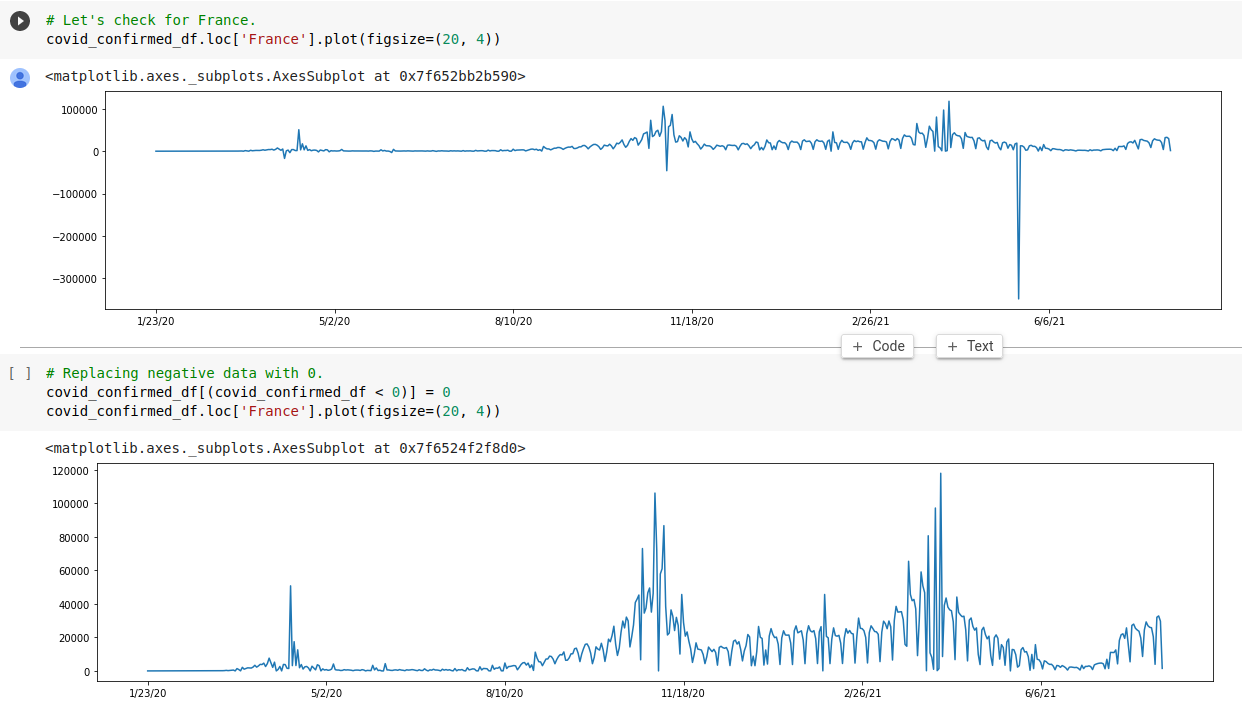 # Let's check for France.
covid_confirmed_df.loc['France'].plot(figsize=(20, 4))
<matplotlib.axes._subplots.AxesSubplot at 0x7f652bb2b590>
100000
0
−100000
−200000
−300000
1/23/20 5/2/20 8/10/20 11/18/20 2/26/21 6/6/21
+ Code + Text
[ ] # Replacing negative data with 0.
covid_confirmed_df[(covid_confirmed_df < 0)] = 0
covid_confirmed_df.loc['France'].plot(figsize=(20, 4))
<matplotlib.axes._subplots.AxesSubplot at 0x7f6524f2f8d0>
120000
100000
80000
60000
40000
20000
0
1/23/20 5/2/20 8/10/20 11/18/20 2/26/21 6/6/21